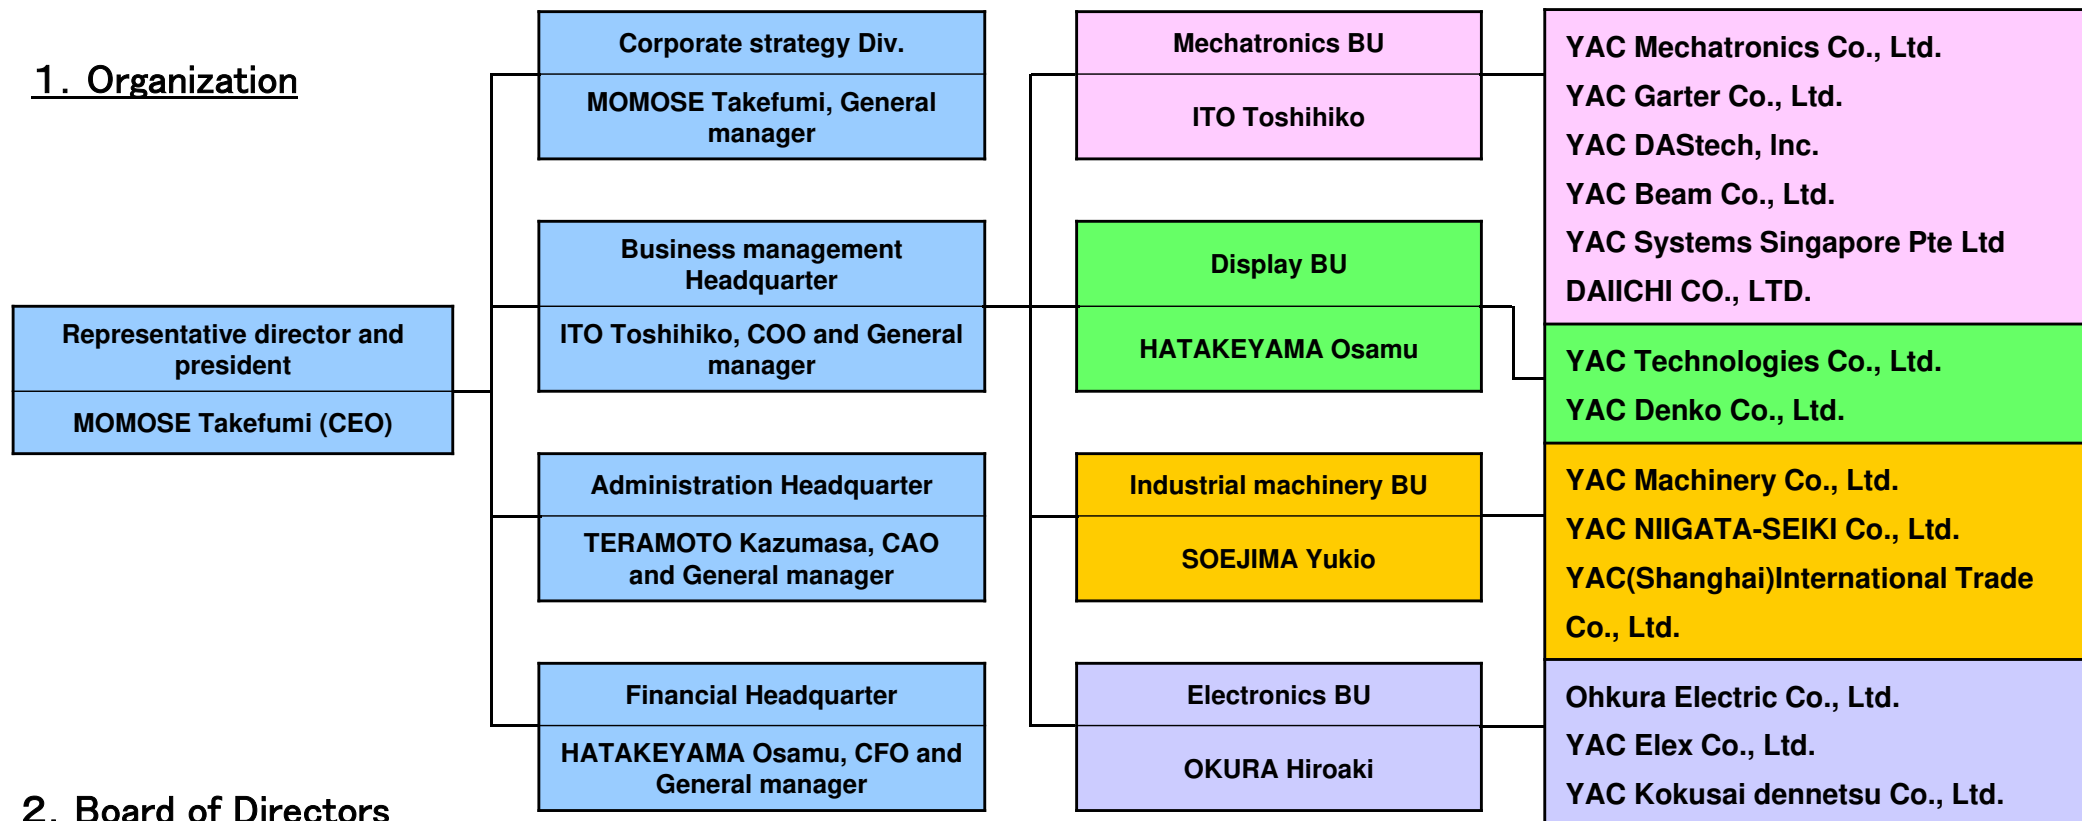 1. Organization
Representative director and
president
MOMOSE Takefumi (CEO)
Corporate strategy Div.
MOMOSE Takefumi, General
manager
Business management
Headquarter
ITO Toshihiko, COO and General
manager
Administration Headquarter
TERAMOTO Kazumasa, CAO
and General manager
Financial Headquarter
HATAKEYAMA Osamu, CFO and
General manager
Mechatronics BU
ITO Toshihiko
Display BU
HATAKEYAMA Osamu
Industrial machinery BU
SOEJIMA Yukio
Electronics BU
OKURA Hiroaki
YAC Mechatronics Co., Ltd.
YAC Garter Co., Ltd.
YAC DAStech, Inc.
YAC Beam Co., Ltd.
YAC Systems Singapore Pte Ltd
DAIICHI CO., LTD.
YAC Technologies Co., Ltd.
YAC Denko Co., Ltd.
YAC Machinery Co., Ltd.
YAC NIIGATA-SEIKI Co., Ltd.
YAC(Shanghai)International Trade
Co., Ltd.
Ohkura Electric Co., Ltd.
YAC Elex Co., Ltd.
YAC Kokusai dennetsu Co., Ltd.
2. Board of Directors